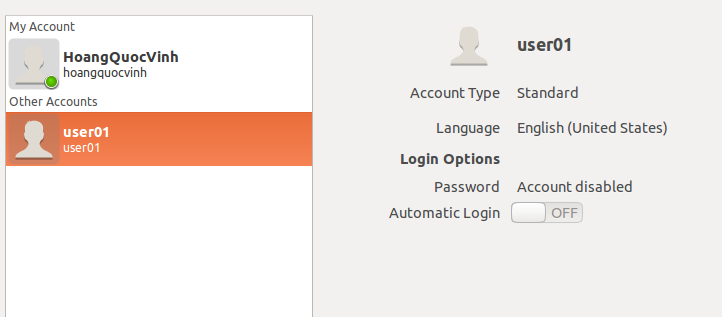 My Account
HoangQuocVinh
hoangquocvinh
Other Accounts
user01
user01
user01
Account Type Standard
Language English (United States)
Login Options
Password Account disabled
Automatic Login OFF